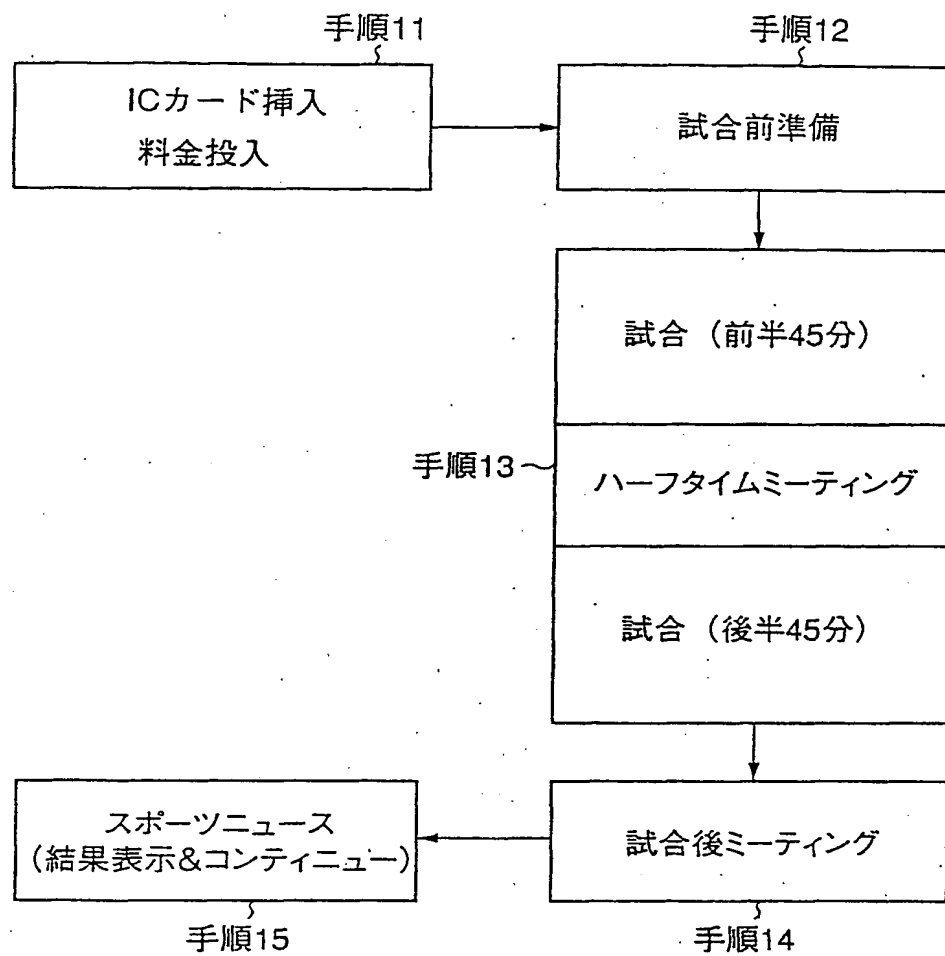 手順11
ICカード挿入
料金投入
手順12
試合前準備
試合（前半45分）
手順13
ハーフタイムミーティング
試合（後半45分）
試合後ミーティング
手順14
スポーツニュース
（結果表示&コンティニュー）
手順15